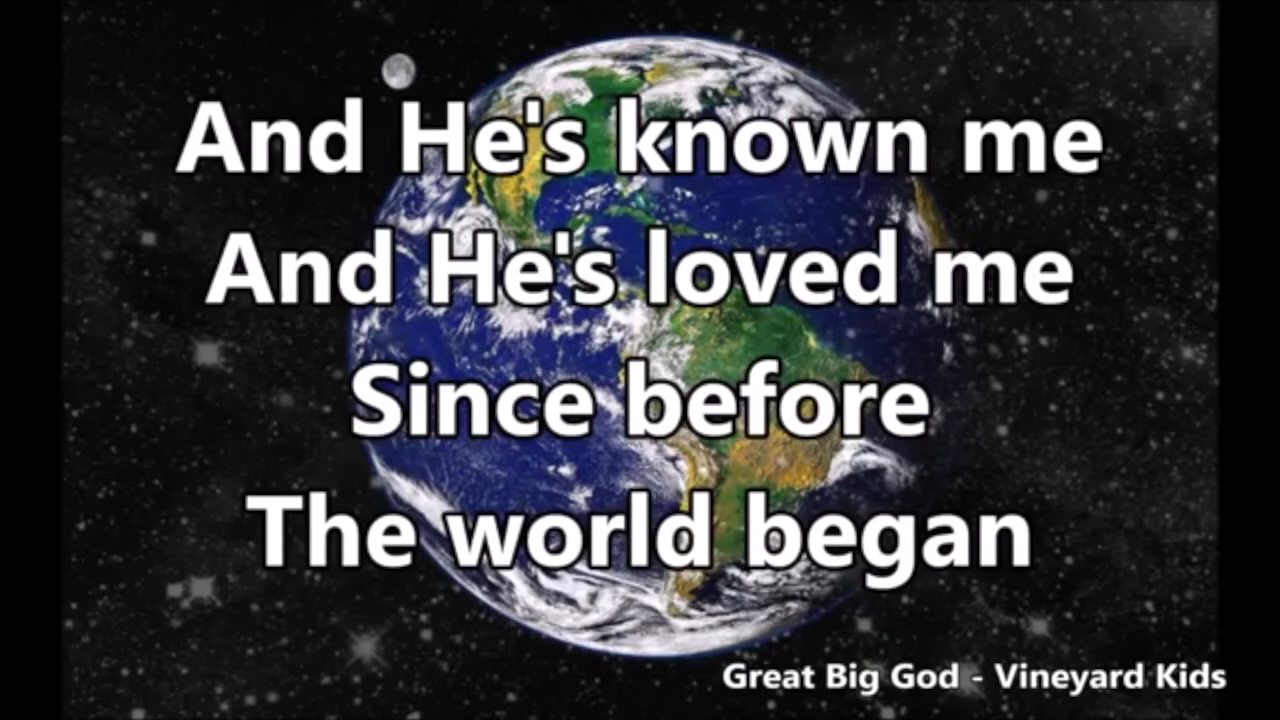 And He's known me
And He's loved me
Since before
The world began
Great Big God - Vineyard Kids